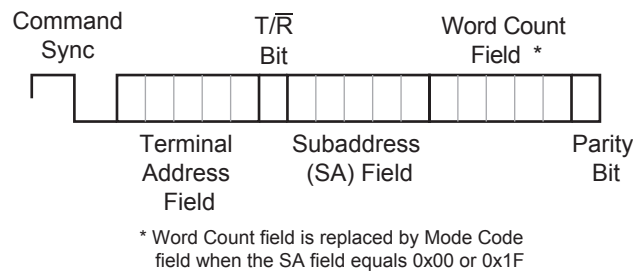 Command
Sync
T/R̅
Bit
Word Count
Field *
Terminal
Address
Field
Subaddress
(SA) Field
Parity
Bit
* Word Count field is replaced by Mode Code
field when the SA field equals 0x00 or 0x1F